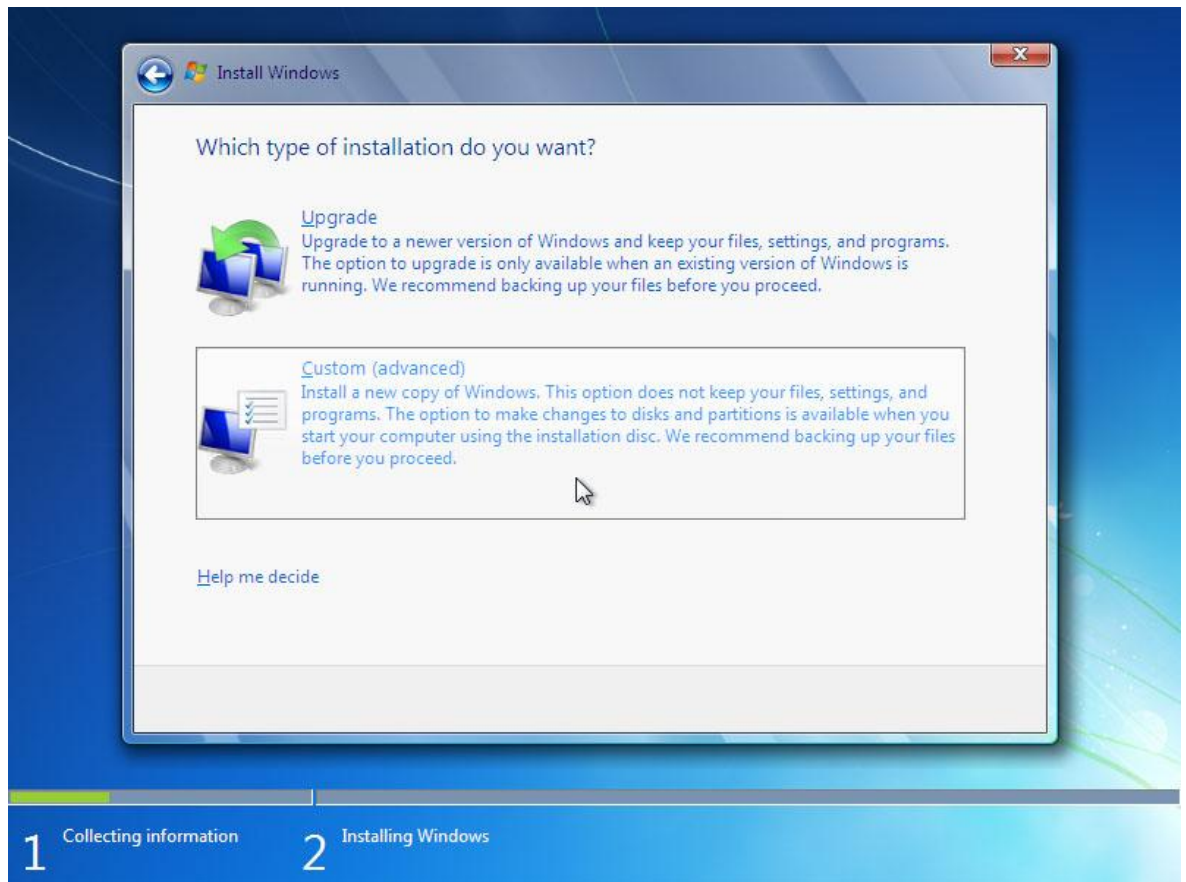 Install Windows
Which type of installation do you want?
Upgrade
Upgrade to a newer version of Windows and keep your files, settings, and programs.
The option to upgrade is only available when an existing version of Windows is
running. We recommend backing up your files before you proceed.
Custom (advanced)
Install a new copy of Windows. This option does not keep your files, settings, and
programs. The option to make changes to disks and partitions is available when you
start your computer using the installation disc. We recommend backing up your files
before you proceed.
Help me decide
1 Collecting information 2 Installing Windows